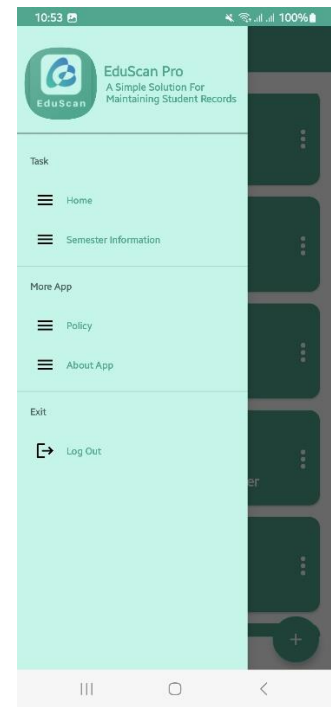 10:53
100%
EduScan
EduScan Pro
A Simple Solution For
Maintaining Student Records
Task
Home
Semester Information
More App
Policy
About App
Exit
Log Out
er